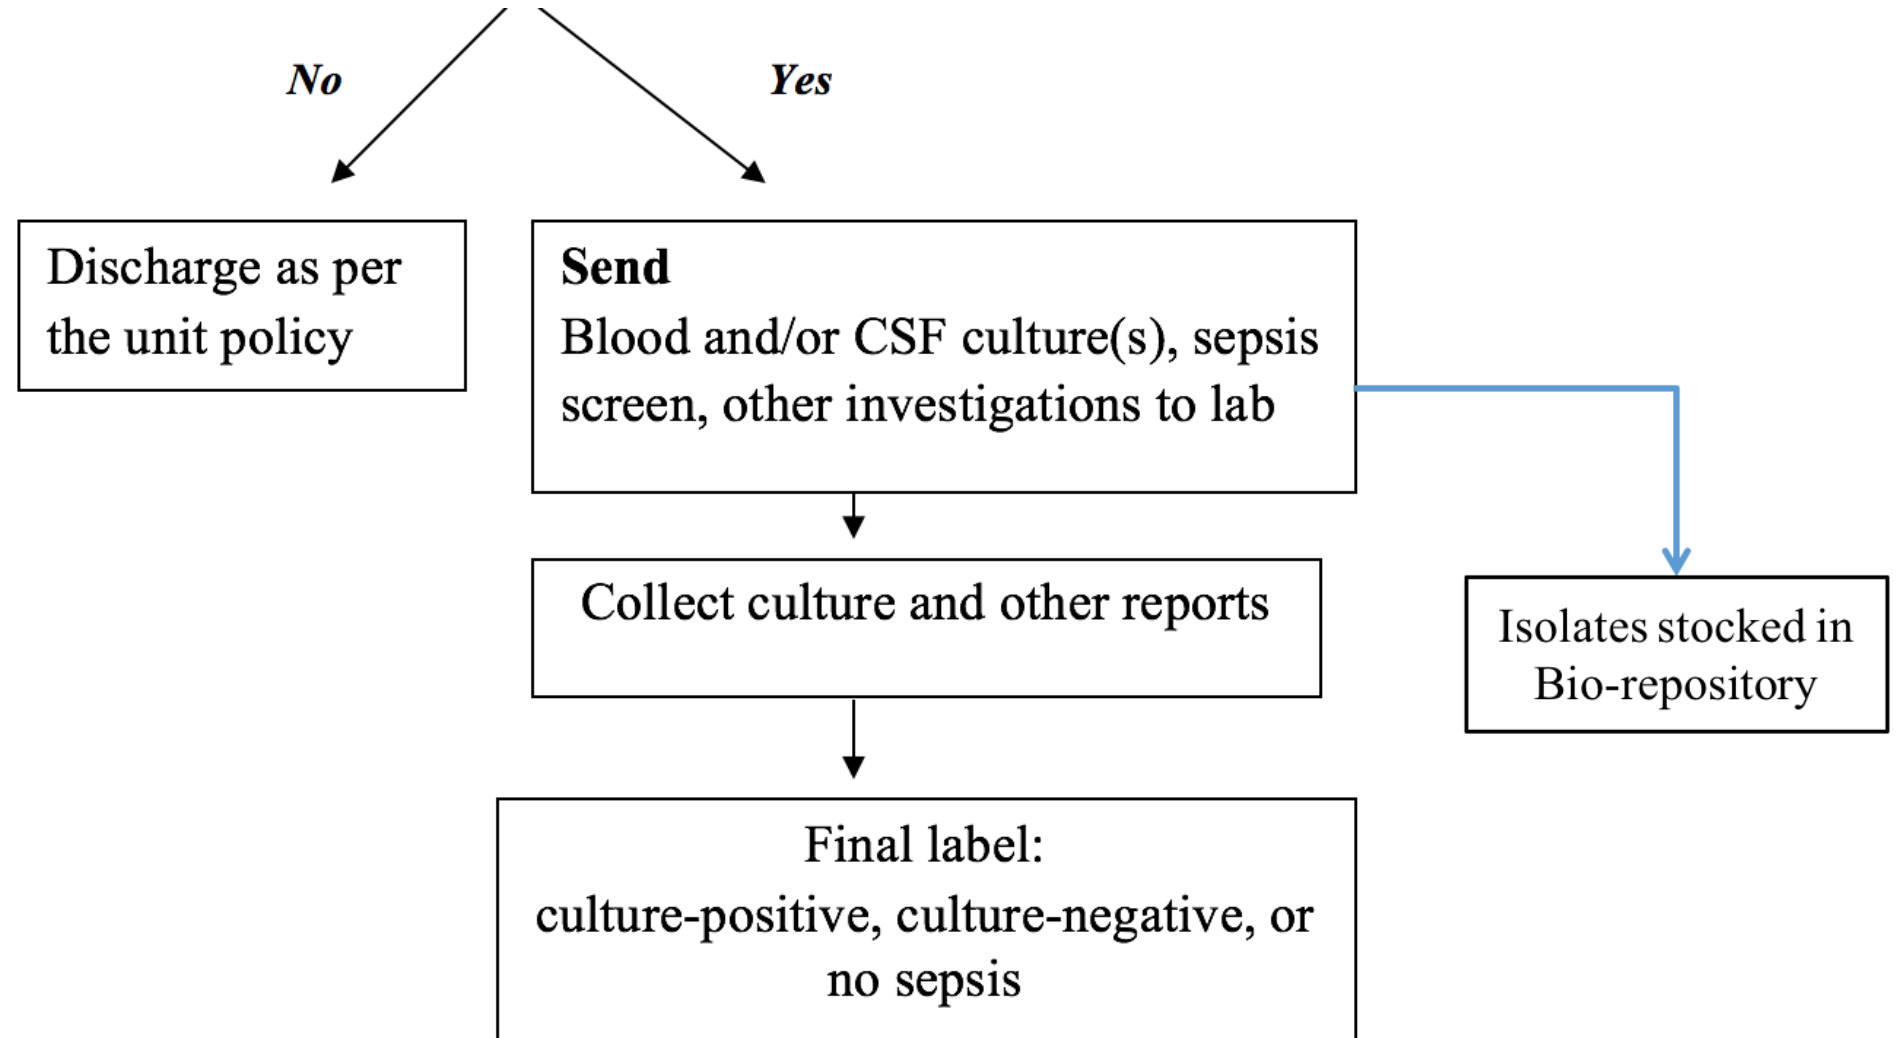 No
Yes
Discharge as per
the unit policy
Send
Blood and/or CSF culture(s), sepsis
screen, other investigations to lab
Collect culture and other reports
Isolates stocked in
Bio-repository
Final label:
culture-positive, culture-negative, or
no sepsis